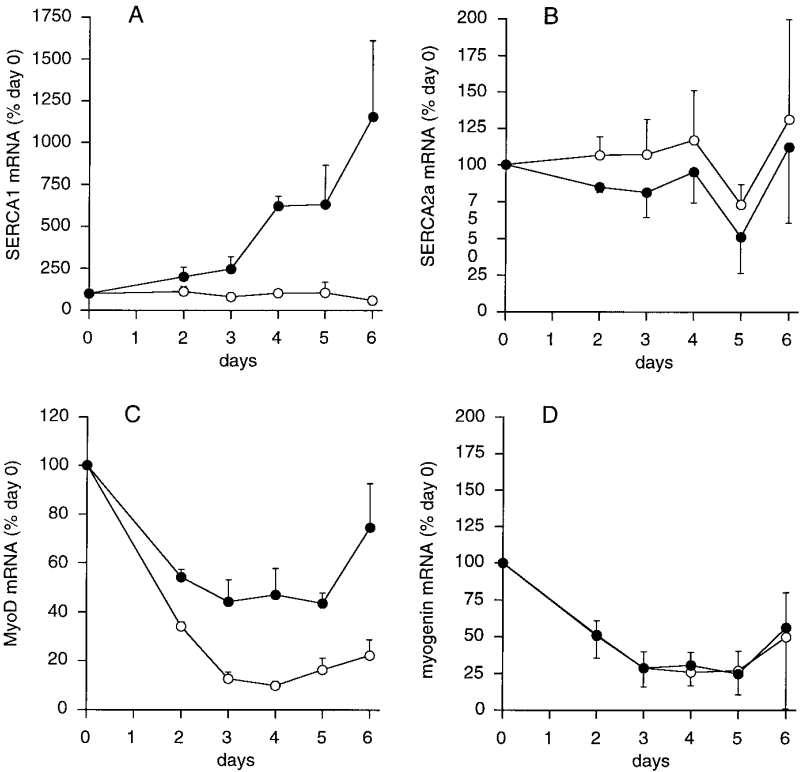 A
SERCA1 mRNA (% day 0)
1750
1500
1250
1000
750
500
250
0
0 1 2 3 4 5 6
days
B
SERCA2a mRNA (% day 0)
200
175
150
125
100
7
5
5
0
25
0
0 1 2 3 4 5 6
days
C
MyoD mRNA (% day 0)
120
100
80
60
40
20
0
0 1 2 3 4 5 6
days
D
myogenin mRNA (% day 0)
200
175
150
125
100
75
50
25
0
0 1 2 3 4 5 6
days